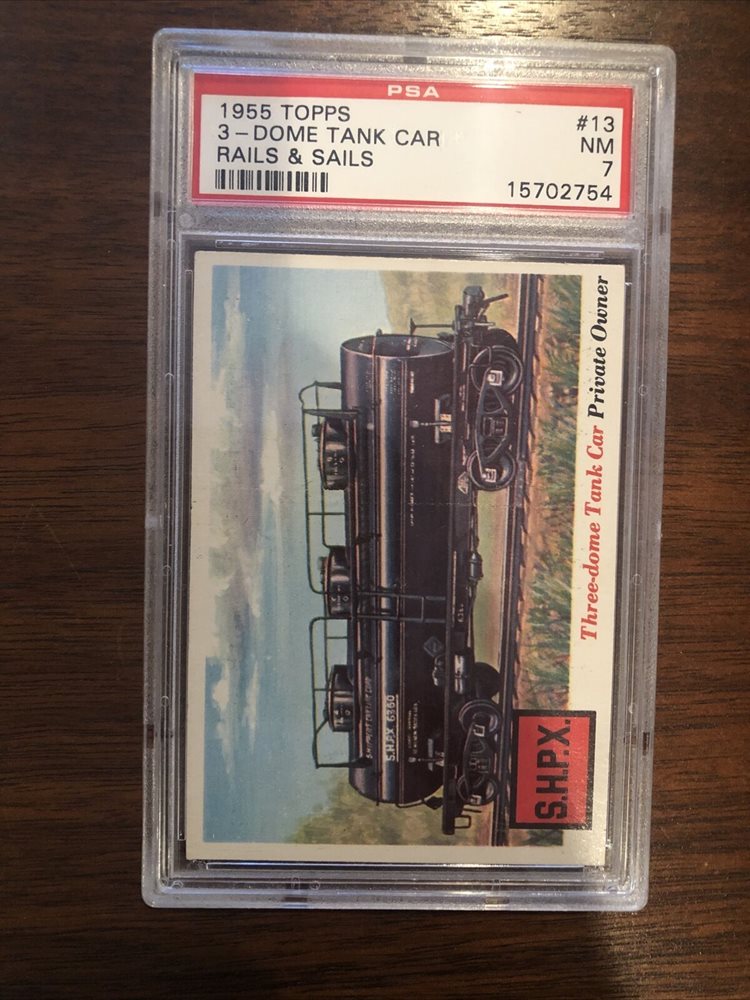 PSA
1955 TOPPS #13
3-DOME TANK CAR NM
RAILS & SAILS 7
15702754
S.H.P.X. 6360
S.H.P.X.
Three-dome Tank Car Private Owner